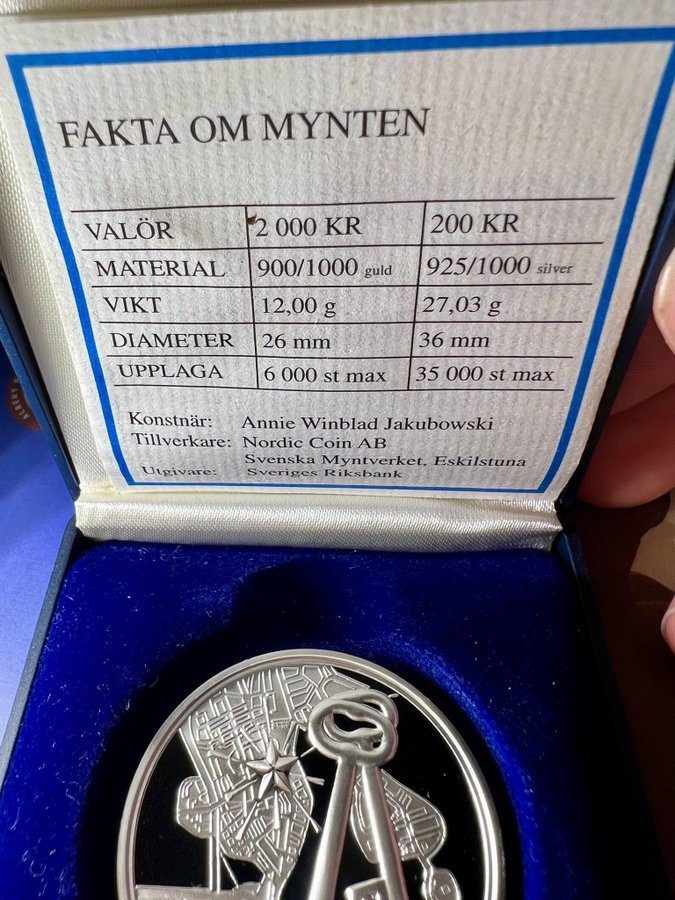 FAKTA OM MYNTEN
VALÖR 2 000 KR 200 KR
MATERIAL 900/1000 guld 925/1000 silver
VIKT 12,00 g 27,03 g
DIAMETER 26 mm 36 mm
UPPLAGA 6 000 st max 35 000 st max
Konstnär: Annie Winblad Jakubowski
Tillverkare: Nordic Coin AB
Svenska Myntverket, Eskilstuna
Utgivare: Sveriges Riksbank